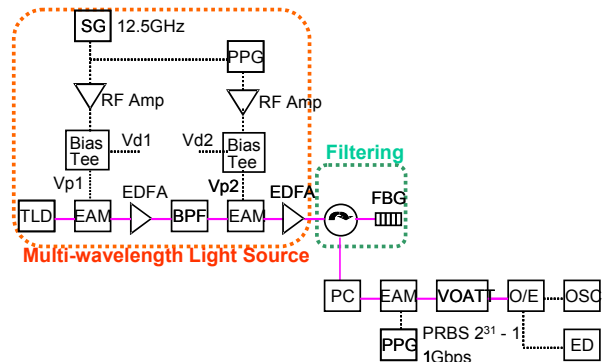 SG 12.5GHz
PPG
RF Amp
RF Amp
Bias
Tee
Vd1
Vd2
Bias
Tee
Filtering
Vp1
EDFA
Vp2
EDFA
FBG
TLD
EAM
BPF
EAM
Multi-wavelength Light Source
PC
EAM
VOATT
O/E
OSC
PPG
PRBS 2³¹ - 1
1Gbps
ED